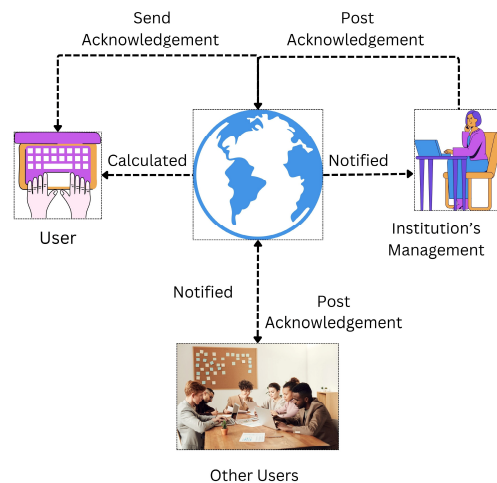 Send
Acknowledgement
Post
Acknowledgement
Calculated
Notified
User
Institution's
Management
Notified
Post
Acknowledgement
Other Users